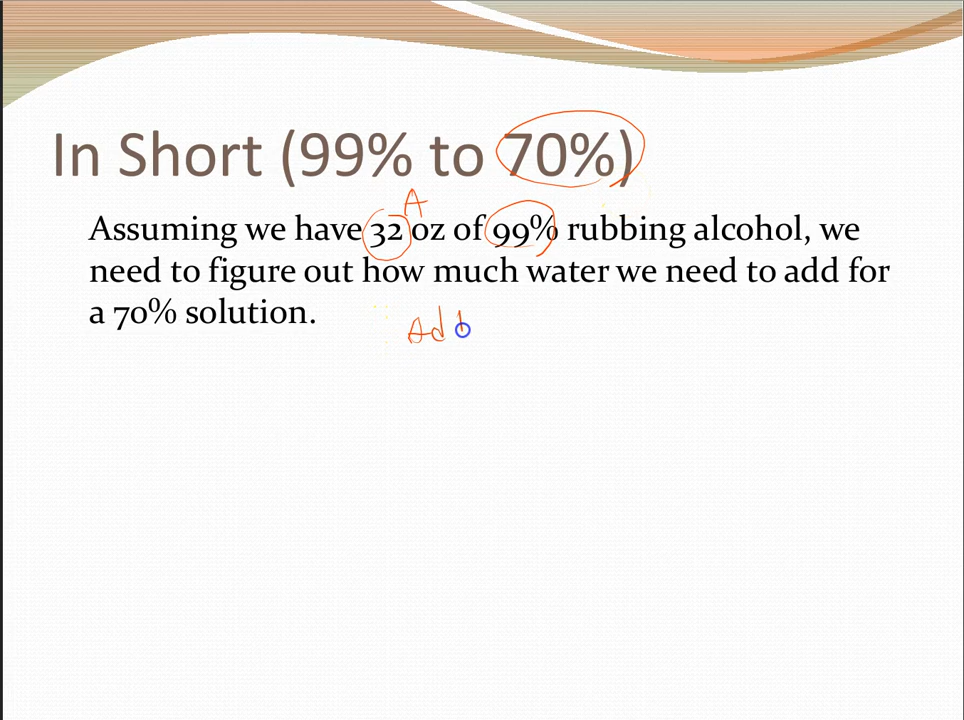 In Short (99% to 70%)
A
Assuming we have 32 oz of 99% rubbing alcohol, we
need to figure out how much water we need to add for
a 70% solution.
Ad